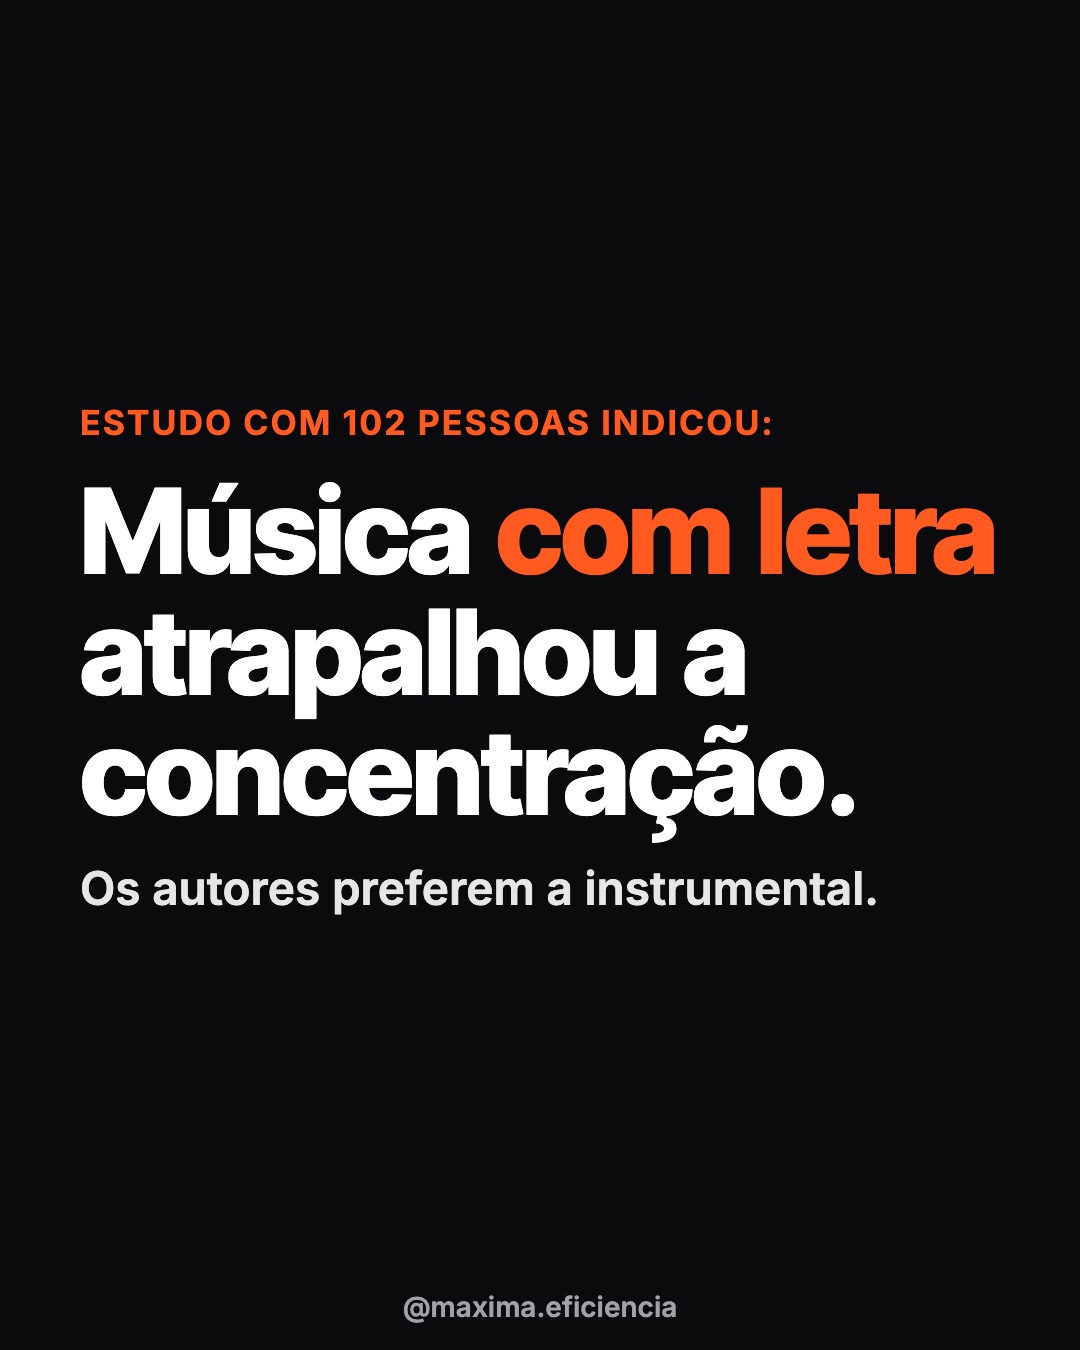 ESTUDO COM 102 PESSOAS INDICOU:
Música com letra
atrapalhou a
concentração.
Os autores preferem a instrumental.
@maxima.eficiencia